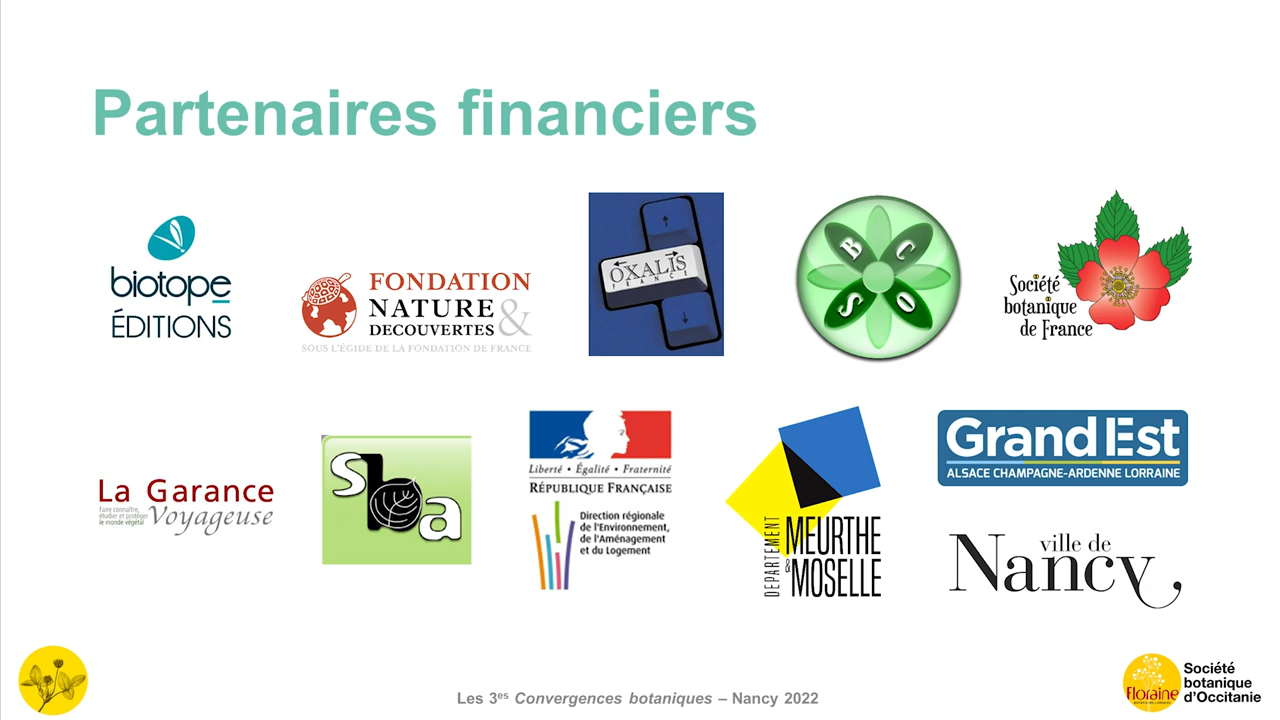 Partenaires financiers
biotope
ÉDITIONS
FONDATION
NATURE &
DECOUVERTES
SOUS L'ÉGIDE DE LA FONDATION DE FRANCE
OXALIS
FRANCE
B C
S O
Société
botanique
de France
La Garance
Faire connaître,
étudier et protéger
le monde végétal
Voyageuse
sba
Liberté • Égalité • Fraternité
RÉPUBLIQUE FRANÇAISE
Direction régionale
de l'Environnement,
de l'Aménagement
et du Logement
DEPARTEMENT
MEURTHE
& MOSELLE
Grand Est
ALSACE CHAMPAGNE-ARDENNE LORRAINE
ville de
Nancy
Les 3es Convergences botaniques – Nancy 2022
Floraine
Société
botanique
d'Occitanie